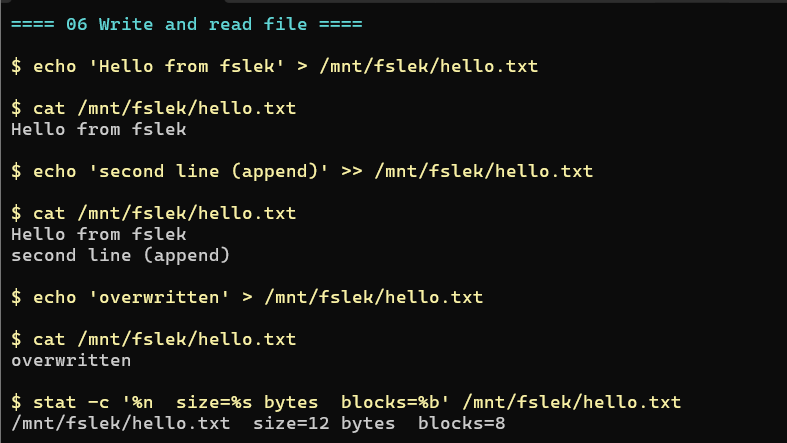 ==== 06 Write and read file ====
$ echo 'Hello from fslek' > /mnt/fslek/hello.txt
$ cat /mnt/fslek/hello.txt
Hello from fslek
$ echo 'second line (append)' >> /mnt/fslek/hello.txt
$ cat /mnt/fslek/hello.txt
Hello from fslek
second line (append)
$ echo 'overwritten' > /mnt/fslek/hello.txt
$ cat /mnt/fslek/hello.txt
overwritten
$ stat -c '%n  size=%s bytes  blocks=%b' /mnt/fslek/hello.txt
/mnt/fslek/hello.txt  size=12 bytes  blocks=8